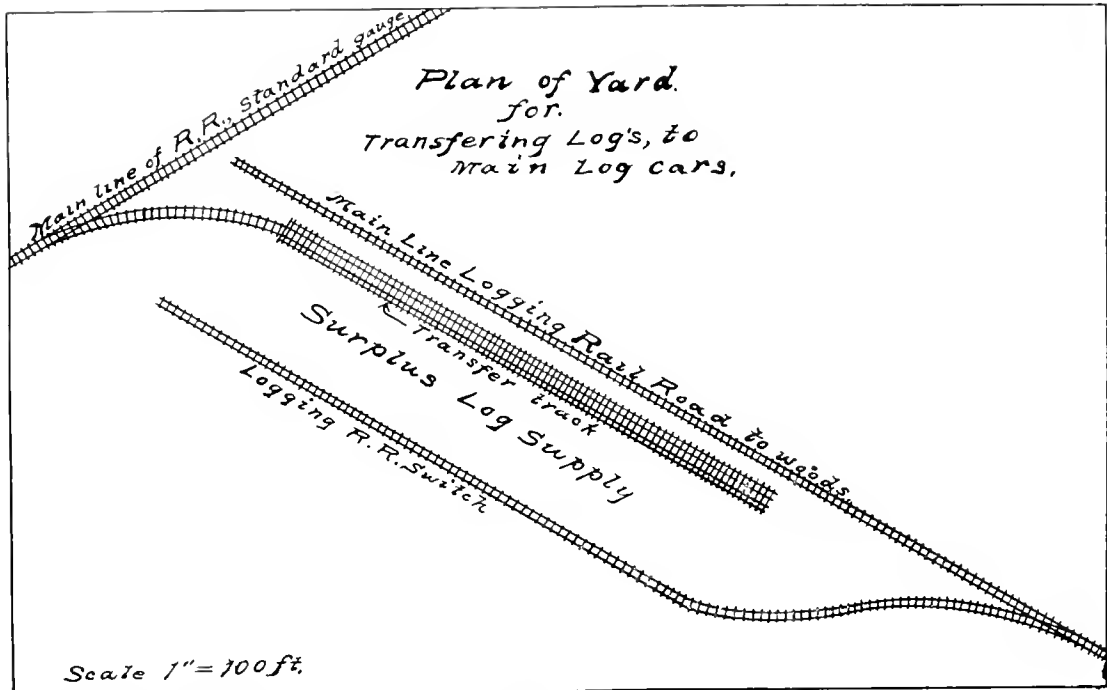 Plan of Yard.
for.
Transfering Log's, to
Main Log cars.
Main line of R.R., Standard gauge.
Main Line Logging Rail Road to woods.
Transfer track
Surplus Log Supply
Logging R.R. Switch
Scale 1" = 100 ft.